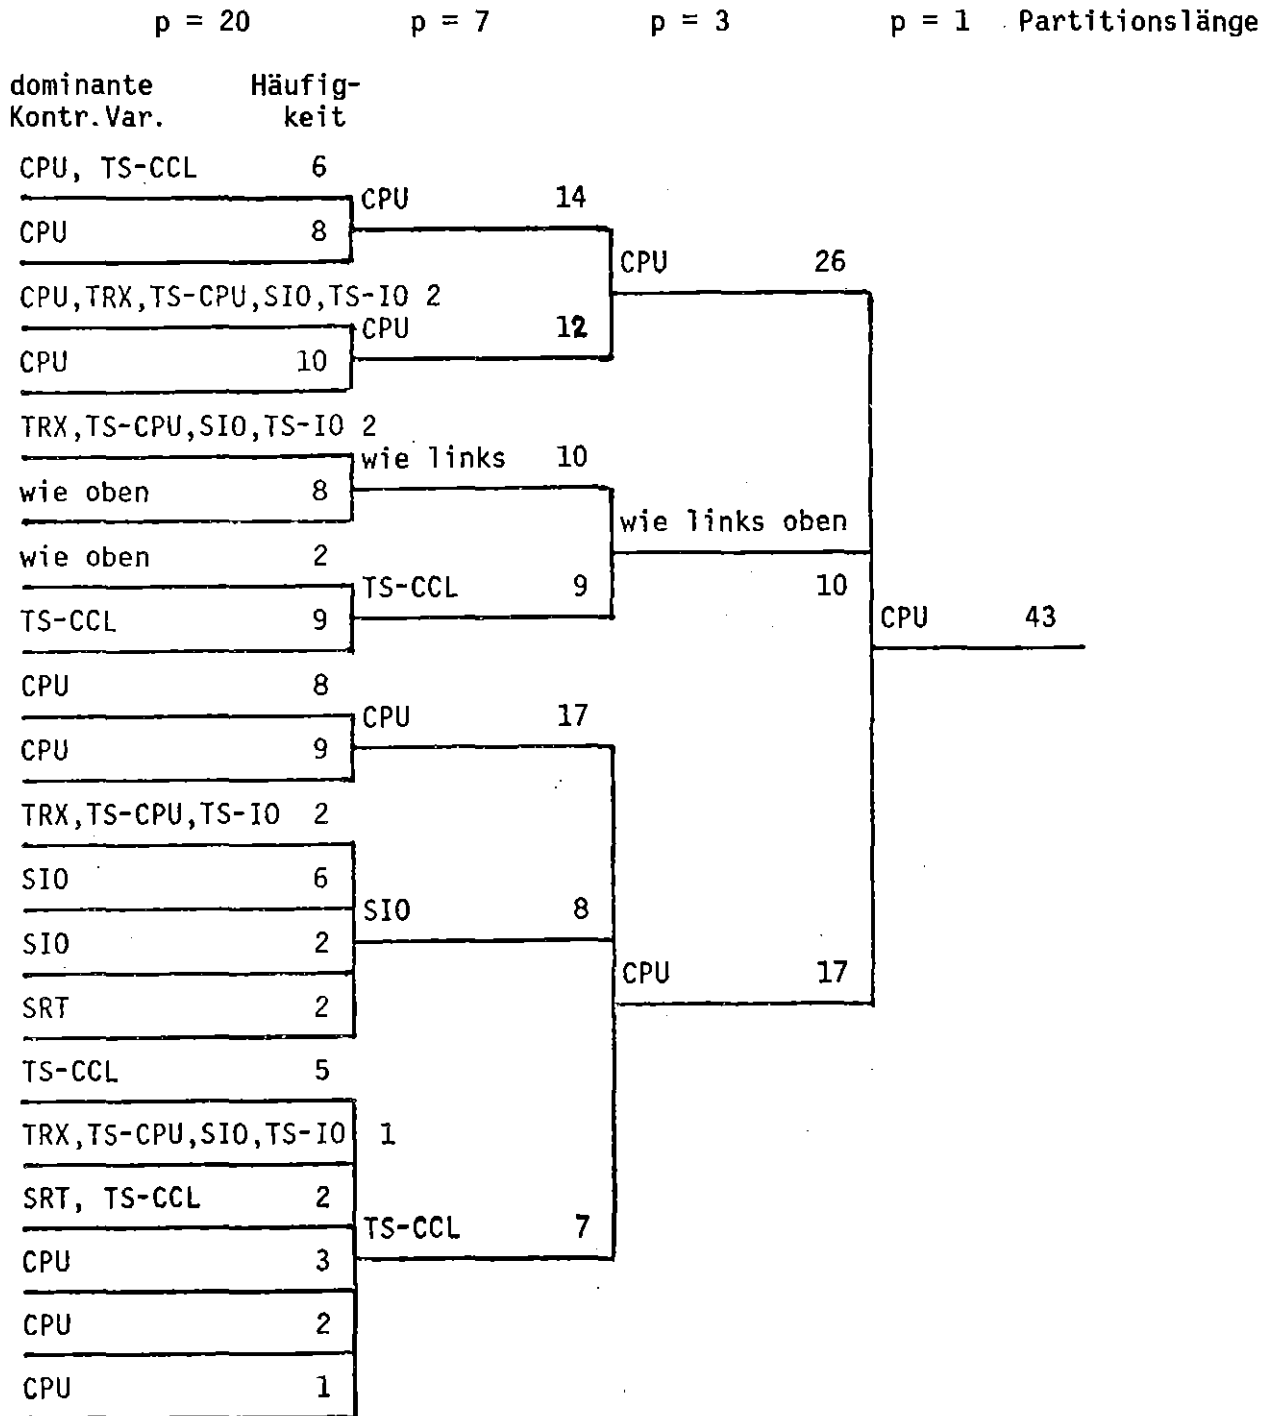 p = 20 p = 7 p = 3 p = 1 Partitionslänge
dominante Häufig-
Kontr.Var. keit
CPU, TS-CCL 6
CPU 14
CPU 8
CPU 26
CPU,TRX,TS-CPU,SIO,TS-IO 2
CPU 12
CPU 10
TRX,TS-CPU,SIO,TS-IO 2
wie links 10
wie oben 8
wie links oben
wie oben 2
TS-CCL 9 10
TS-CCL 9
CPU 43
CPU 8
CPU 17
CPU 9
TRX,TS-CPU,TS-IO 2
SIO 6
SIO 8
SIO 2
CPU 17
SRT 2
TS-CCL 5
TRX,TS-CPU,SIO,TS-IO 1
SRT, TS-CCL 2
TS-CCL 7
CPU 3
CPU 2
CPU 1